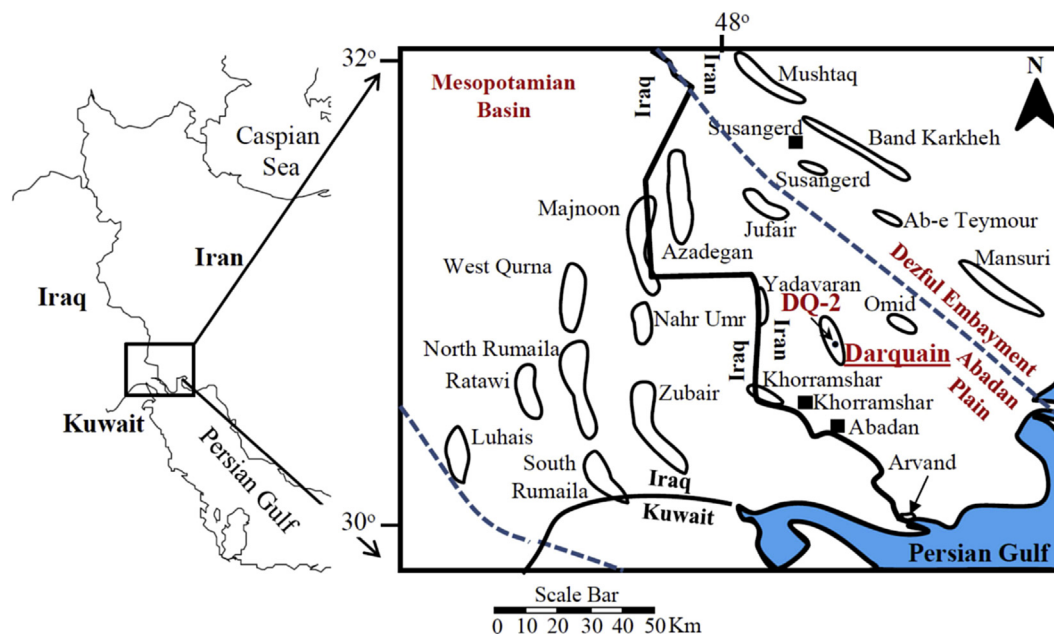 Caspian
Sea
Iran
Iraq
Kuwait
Persian Gulf
48º
32º
30º
Mesopotamian
Basin
Iraq
Iran
N
Mushtaq
Susangerd
Band Karkheh
Susangerd
Majnoon
Azadegan
Jufair
Ab-e Teymour
Mansuri
West Qurna
Yadavaran
Dezful Embayment
DQ-2
Omid
Nahr Umr
Iraq
Iran
North Rumaila
Darquain
Abadan
Plain
Ratawi
Zubair
Khorramshar
Khorramshar
Abadan
Luhais
South
Rumaila
Iraq
Kuwait
Arvand
Persian Gulf
Scale Bar
0 10 20 30 40 50 Km